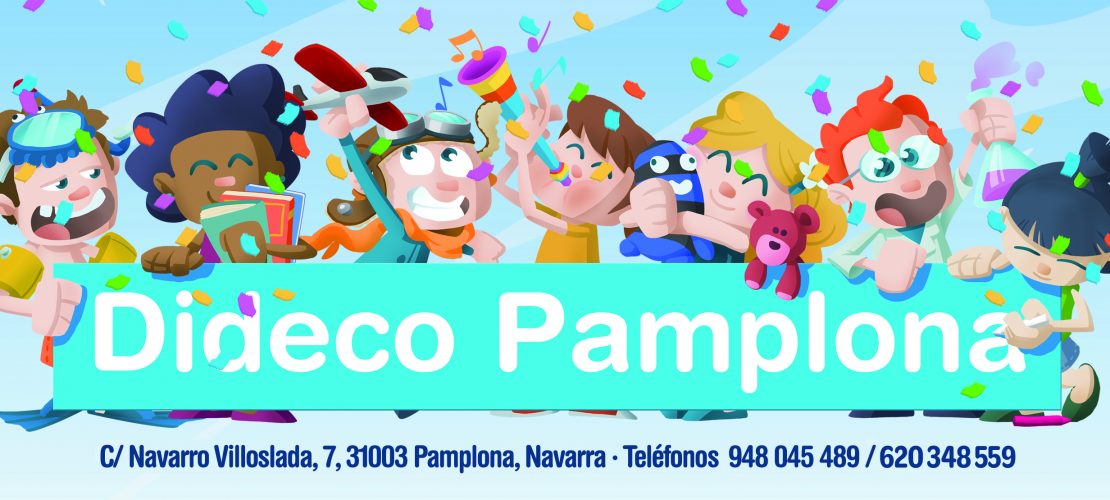 Dideco Pamplona
C/ Navarro Villoslada, 7, 31003 Pamplona, Navarra · Teléfonos 948 045 489 / 620 348 559